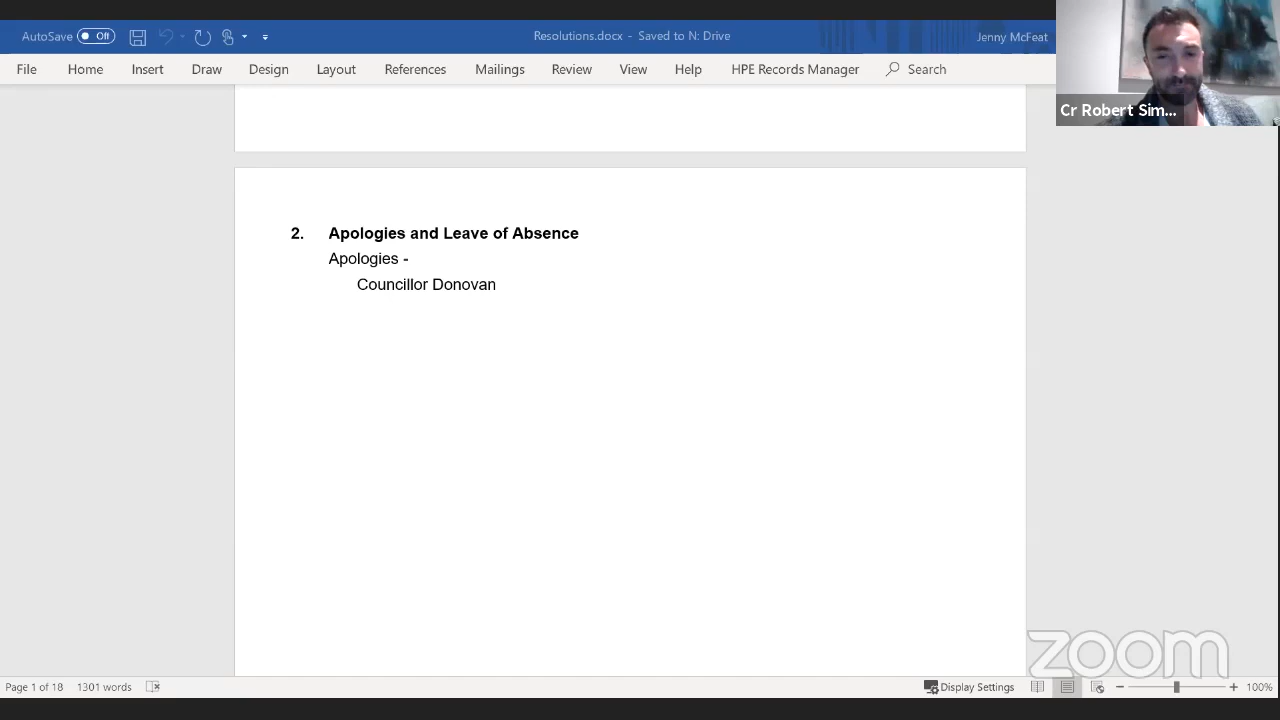 AutoSave Off Resolutions.docx - Saved to N: Drive Jenny McFeat
File Home Insert Draw Design Layout References Mailings Review View Help HPE Records Manager Search
Cr Robert Sim...
2. Apologies and Leave of Absence
Apologies -
Councillor Donovan
zoom
Page 1 of 18 1301 words Display Settings 100%